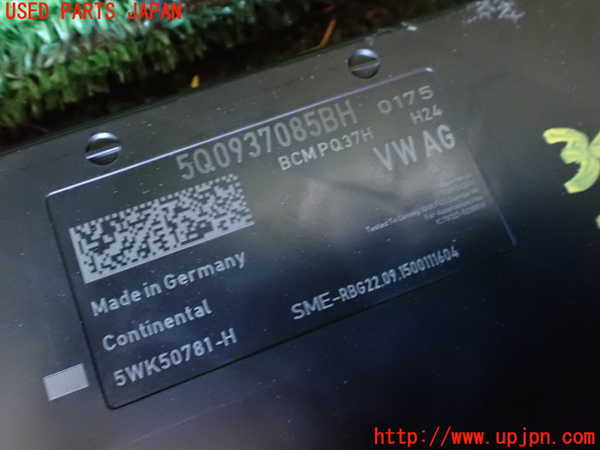 USED PARTS JAPAN
5Q0937085BH 0175
BCM PQ37H H24
VW AG
Made in Germany
Continental
5WK50781-H
SME-RBG22.09.1500111604
http://www.upjpn.com/